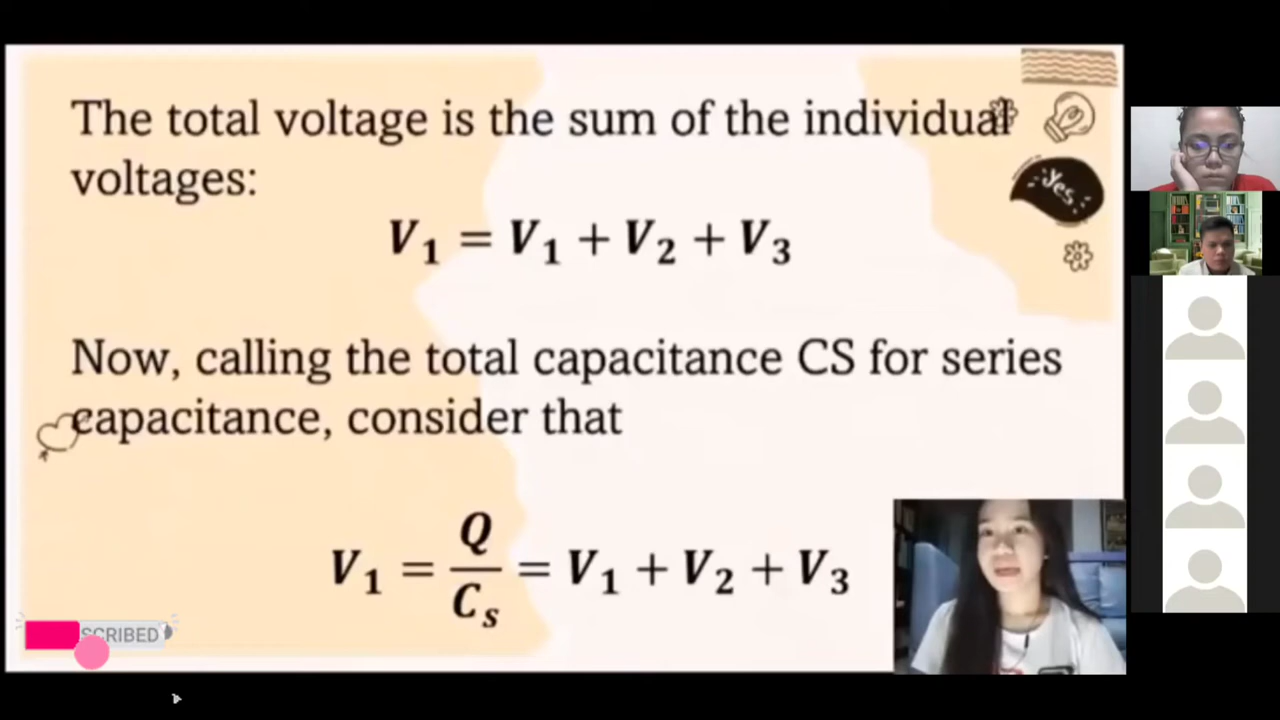 The total voltage is the sum of the individual
voltages:
V₁ = V₁ + V₂ + V₃
Yes
Now, calling the total capacitance CS for series
capacitance, consider that
V₁ = Q/Cₛ = V₁ + V₂ + V₃
SCRIBED